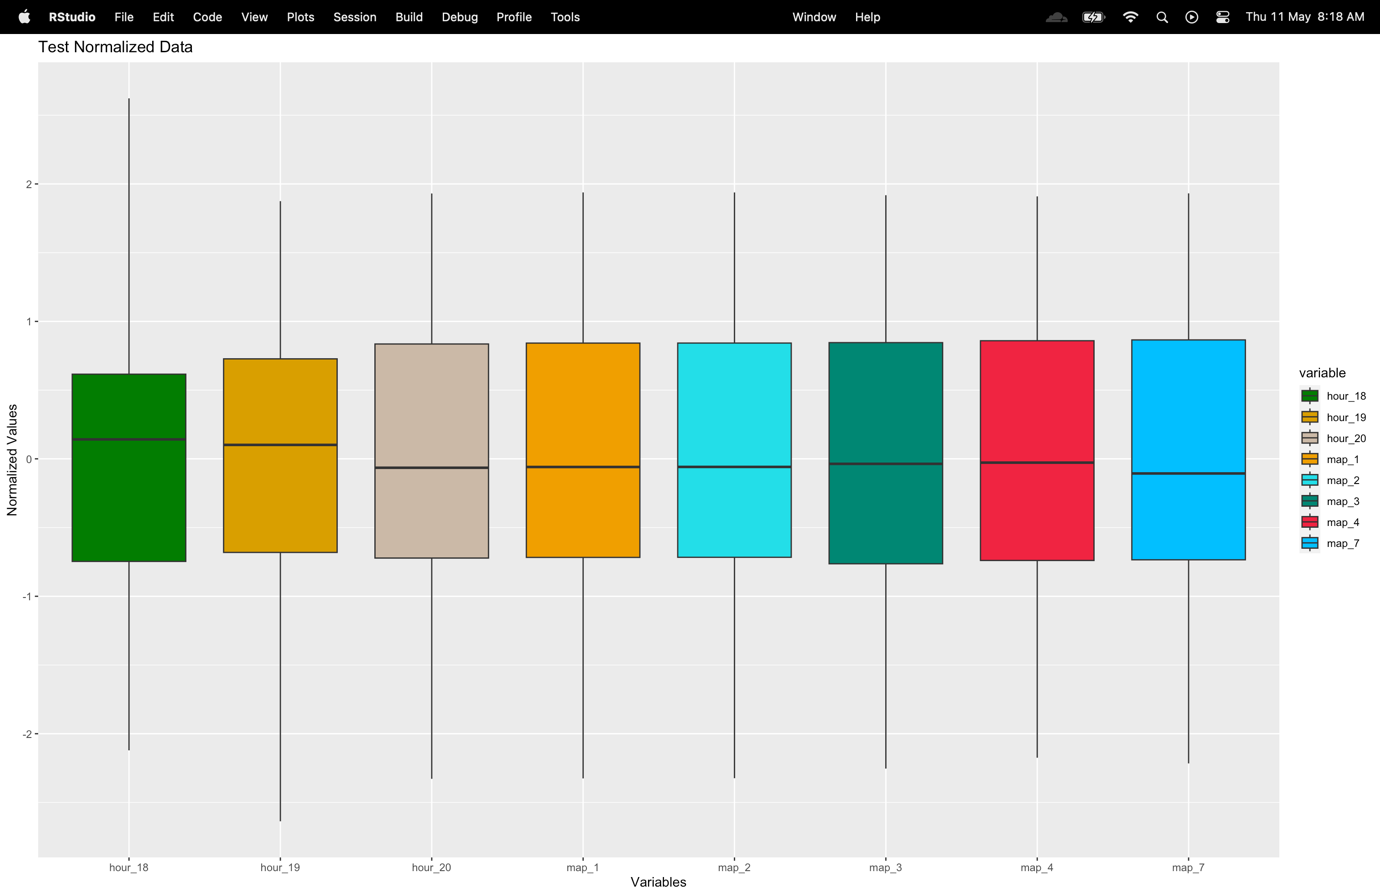 RStudio File Edit Code View Plots Session Build Debug Profile Tools Window Help Thu 11 May 8:18 AM
Test Normalized Data
2
1
0
-1
-2
Normalized Values
hour_18 hour_19 hour_20 map_1 map_2 map_3 map_4 map_7
Variables
variable
hour_18
hour_19
hour_20
map_1
map_2
map_3
map_4
map_7